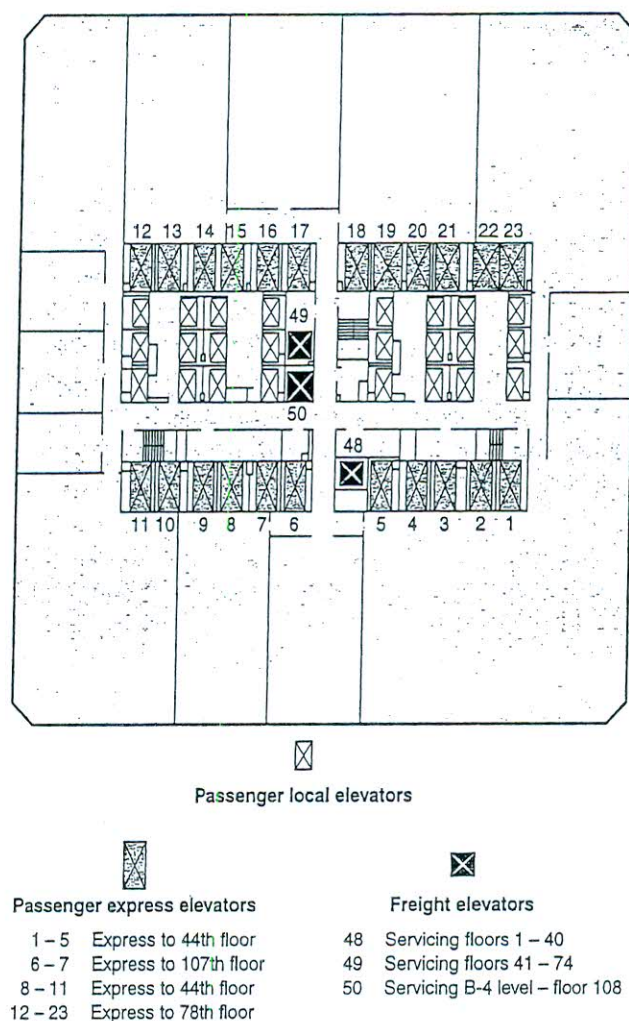 12 13 14 15 16 17 18 19 20 21 22 23
49
50
48
11 10 9 8 7 6 5 4 3 2 1
Passenger local elevators
Passenger express elevators
1 – 5 Express to 44th floor
6 – 7 Express to 107th floor
8 – 11 Express to 44th floor
12 – 23 Express to 78th floor
Freight elevators
48 Servicing floors 1 – 40
49 Servicing floors 41 – 74
50 Servicing B-4 level – floor 108